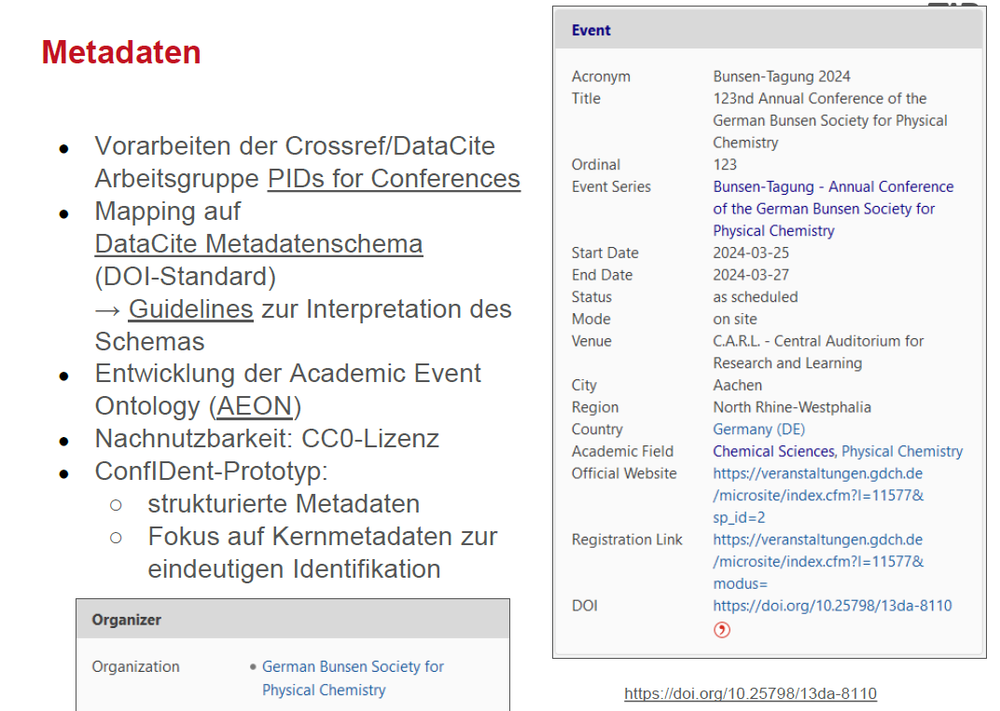 Metadaten
● Vorarbeiten der Crossref/DataCite
Arbeitsgruppe PIDs for Conferences
● Mapping auf
DataCite Metadatenschema
(DOI-Standard)
→ Guidelines zur Interpretation des
Schemas
● Entwicklung der Academic Event
Ontology (AEON)
● Nachnutzbarkeit: CC0-Lizenz
● ConfIDent-Prototyp:
○ strukturierte Metadaten
○ Fokus auf Kernmetadaten zur
eindeutigen Identifikation
Organizer
Organization ● German Bunsen Society for
Physical Chemistry
Event
Acronym Bunsen-Tagung 2024
Title 123nd Annual Conference of the
German Bunsen Society for Physical
Chemistry
Ordinal 123
Event Series Bunsen-Tagung - Annual Conference
of the German Bunsen Society for
Physical Chemistry
Start Date 2024-03-25
End Date 2024-03-27
Status as scheduled
Mode on site
Venue C.A.R.L. - Central Auditorium for
Research and Learning
City Aachen
Region North Rhine-Westphalia
Country Germany (DE)
Academic Field Chemical Sciences, Physical Chemistry
Official Website https://veranstaltungen.gdch.de
/microsite/index.cfm?l=11577&
sp_id=2
Registration Link https://veranstaltungen.gdch.de
/microsite/index.cfm?l=11577&
modus=
DOI https://doi.org/10.25798/13da-8110
https://doi.org/10.25798/13da-8110